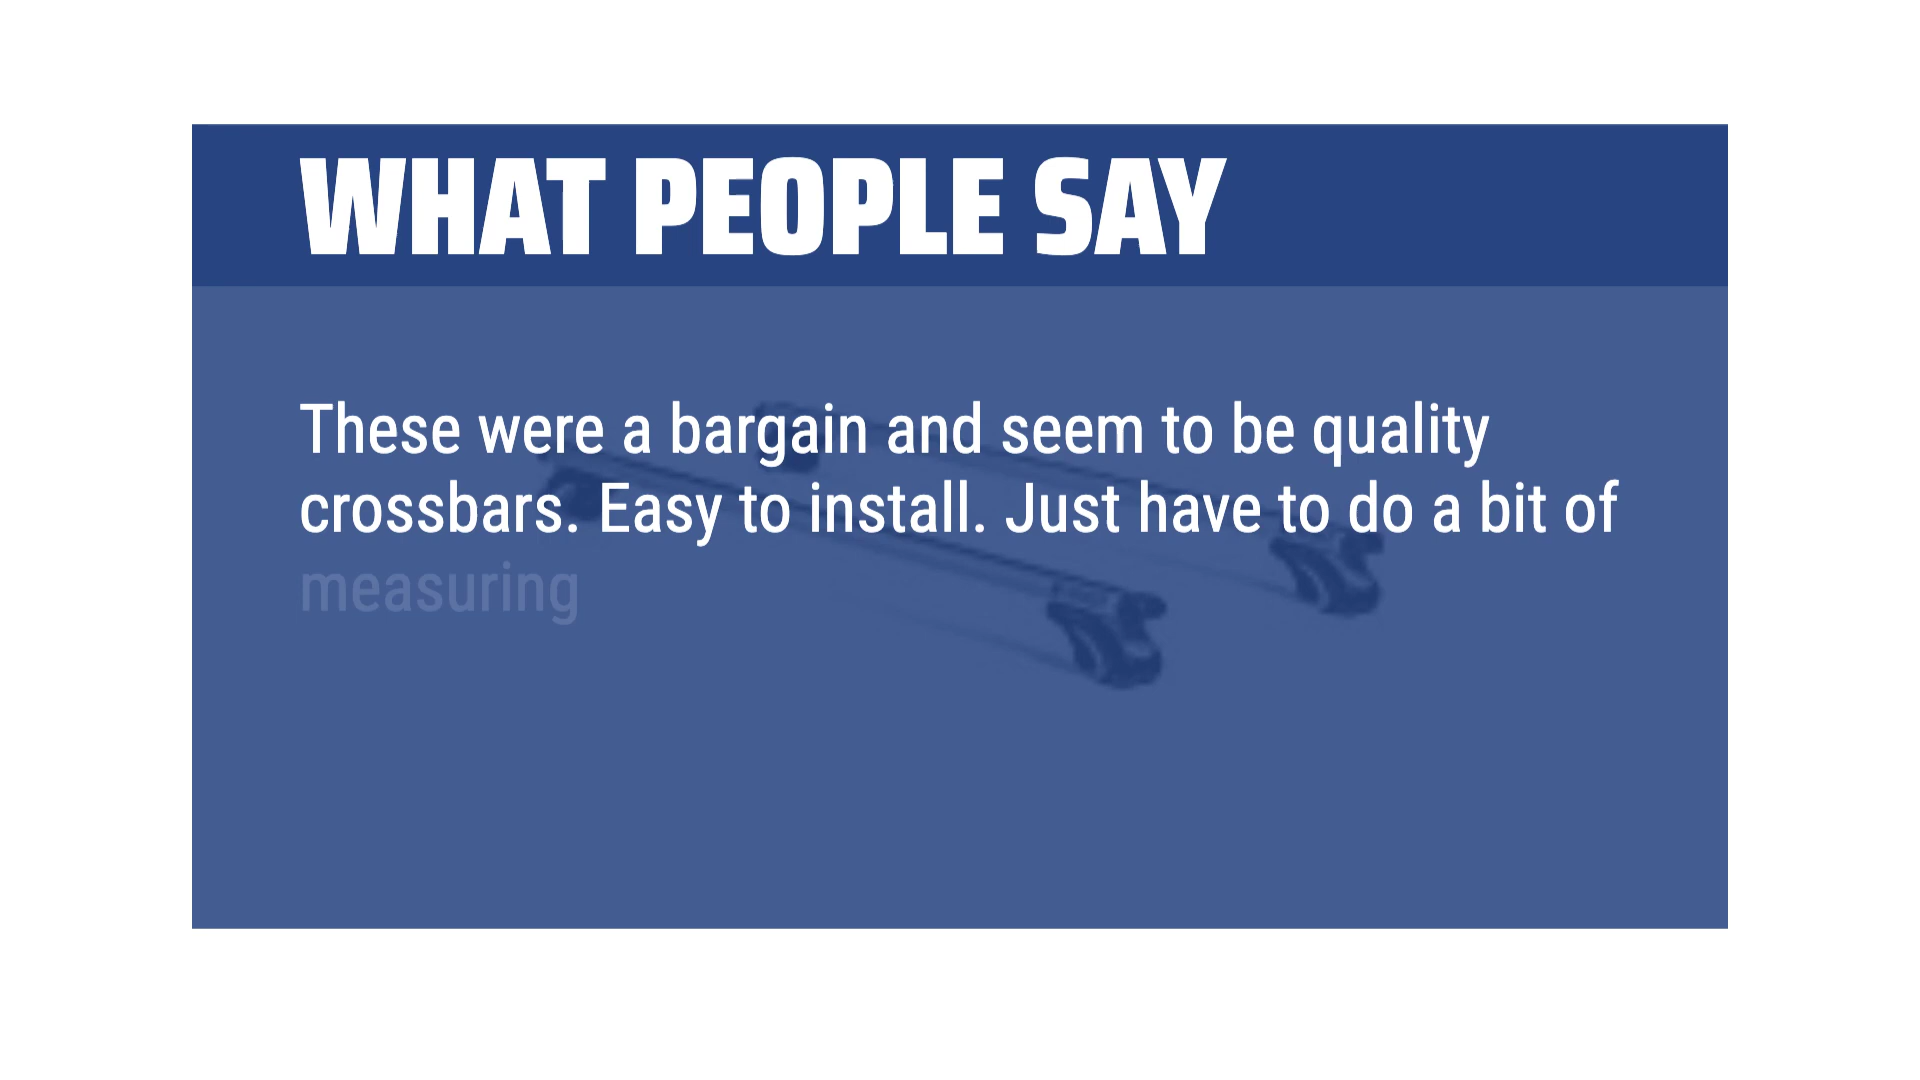 WHAT PEOPLE SAY
These were a bargain and seem to be quality
crossbars. Easy to install. Just have to do a bit of
measuring